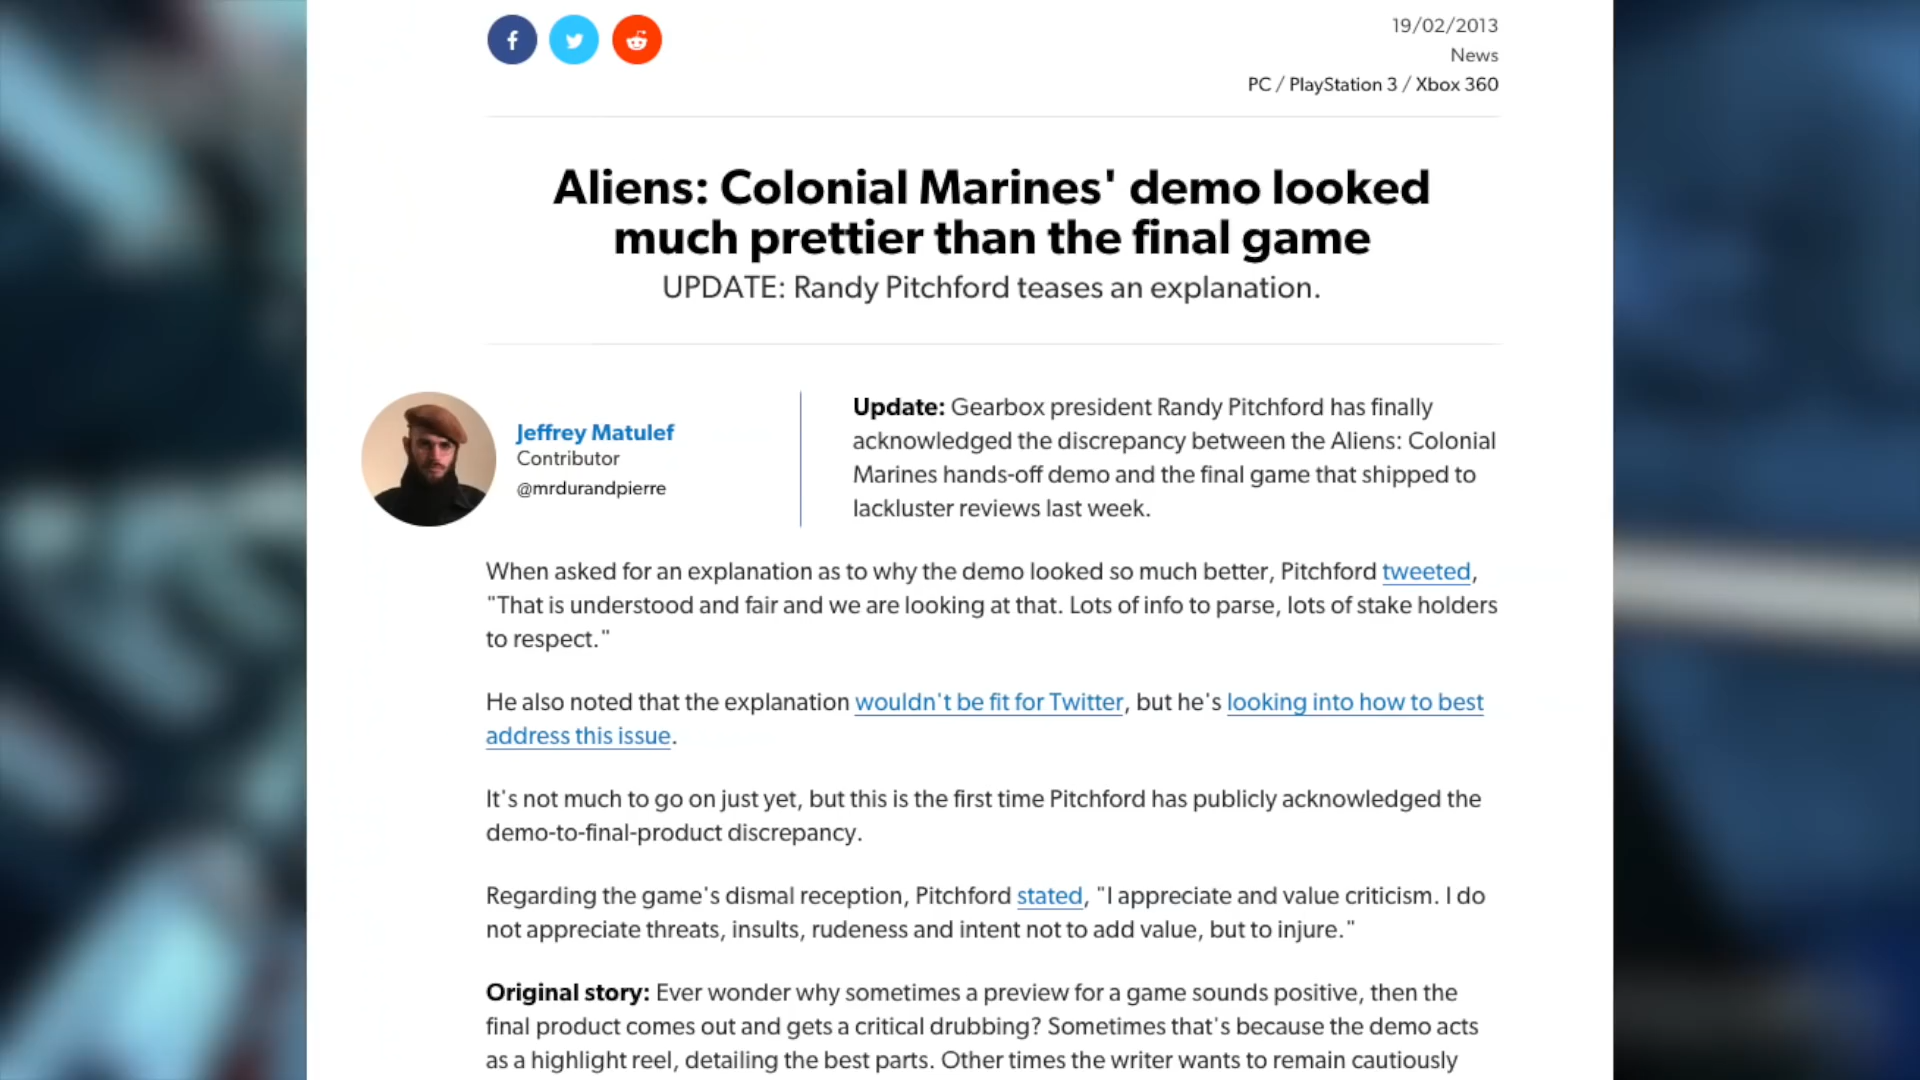 19/02/2013
News
PC / PlayStation 3 / Xbox 360
Aliens: Colonial Marines' demo looked
much prettier than the final game
UPDATE: Randy Pitchford teases an explanation.
Jeffrey Matulef
Contributor
@mrdurandpierre
Update: Gearbox president Randy Pitchford has finally
acknowledged the discrepancy between the Aliens: Colonial
Marines hands-off demo and the final game that shipped to
lackluster reviews last week.
When asked for an explanation as to why the demo looked so much better, Pitchford tweeted,
"That is understood and fair and we are looking at that. Lots of info to parse, lots of stake holders
to respect."
He also noted that the explanation wouldn't be fit for Twitter, but he's looking into how to best
address this issue.
It's not much to go on just yet, but this is the first time Pitchford has publicly acknowledged the
demo-to-final-product discrepancy.
Regarding the game's dismal reception, Pitchford stated, "I appreciate and value criticism. I do
not appreciate threats, insults, rudeness and intent not to add value, but to injure."
Original story: Ever wonder why sometimes a preview for a game sounds positive, then the
final product comes out and gets a critical drubbing? Sometimes that's because the demo acts
as a highlight reel, detailing the best parts. Other times the writer wants to remain cautiously